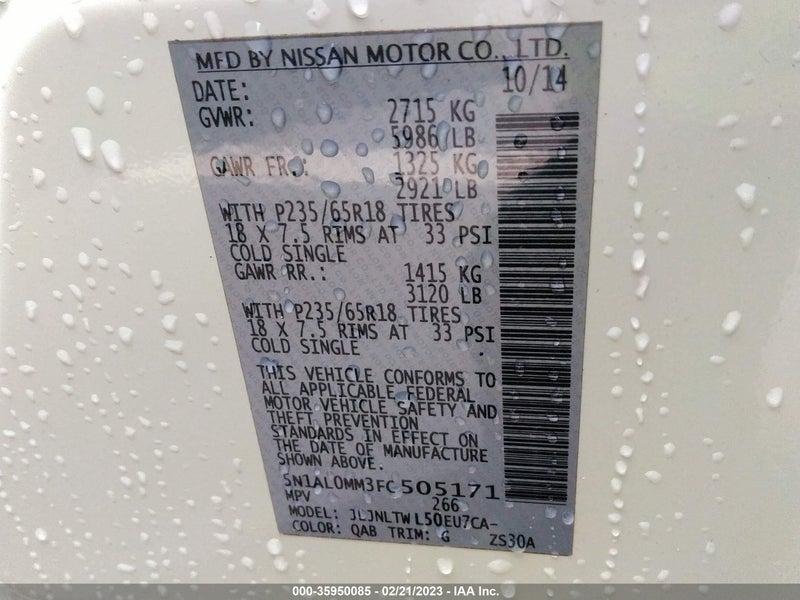 MFD BY NISSAN MOTOR CO., LTD.
DATE: 10/14
GVWR: 2715 KG
5986 LB
GAWR FR.: 1325 KG
2921 LB
WITH P235/65R18 TIRES
18 X 7.5 RIMS AT 33 PSI
COLD SINGLE
GAWR RR.: 1415 KG
3120 LB
WITH P235/65R18 TIRES
18 X 7.5 RIMS AT 33 PSI
COLD SINGLE .
THIS VEHICLE CONFORMS TO
ALL APPLICABLE FEDERAL
MOTOR VEHICLE SAFETY AND
THEFT PREVENTION
STANDARDS IN EFFECT ON
THE DATE OF MANUFACTURE
SHOWN ABOVE.
5N1AL0MM3FC505171
MPV 266
MODEL: JLJNLTWL50EU7CA-
COLOR: QAB TRIM: G ZS30A
000-35950085 - 02/21/2023 - IAA Inc.